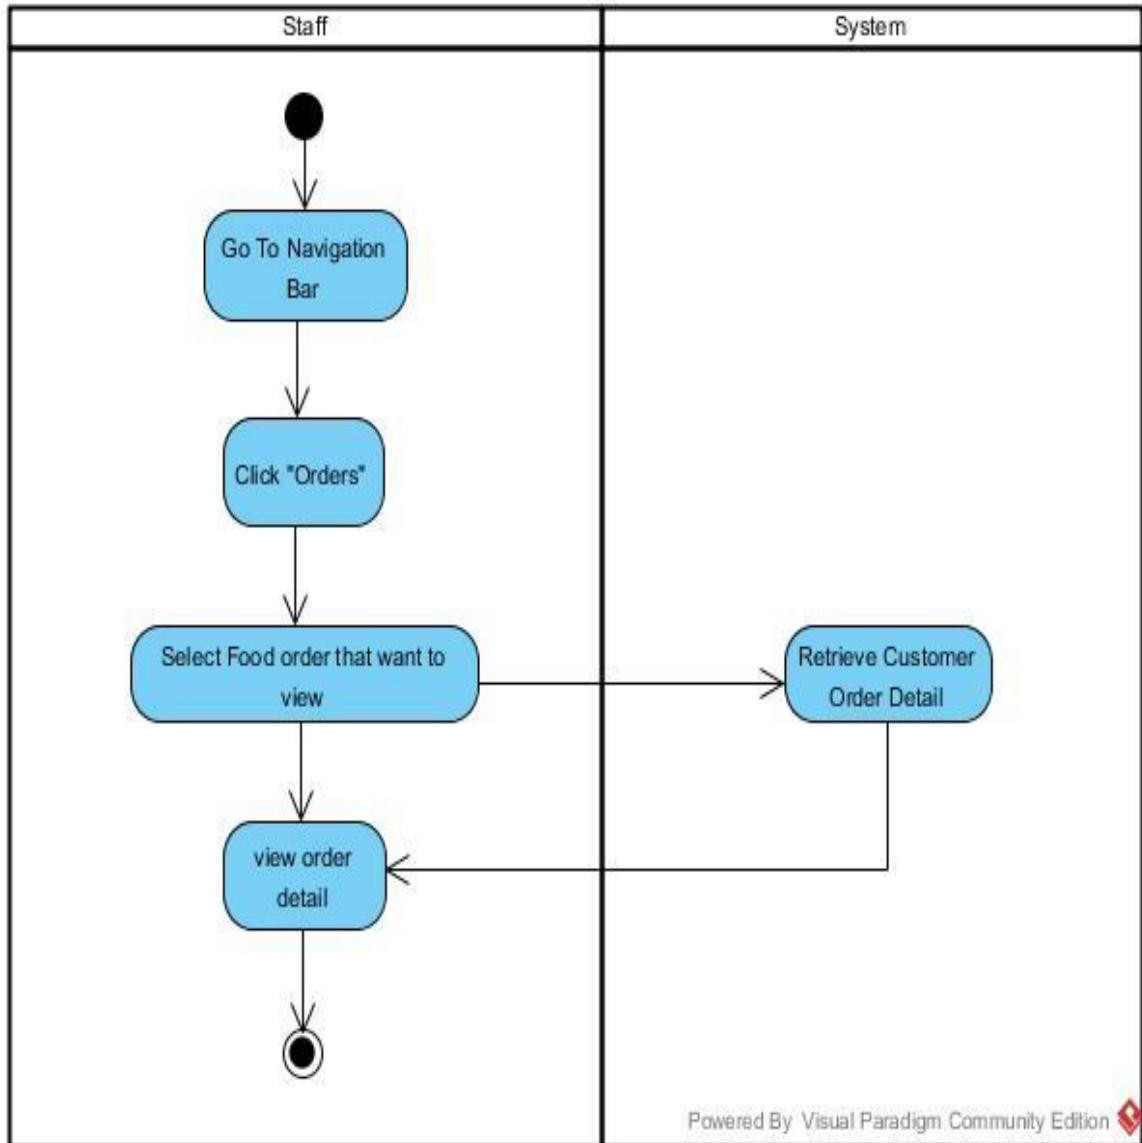 Staff
System
Go To Navigation
Bar
Click "Orders"
Select Food order that want to
view
Retrieve Customer
Order Detail
view order
detail
Powered By Visual Paradigm Community Edition